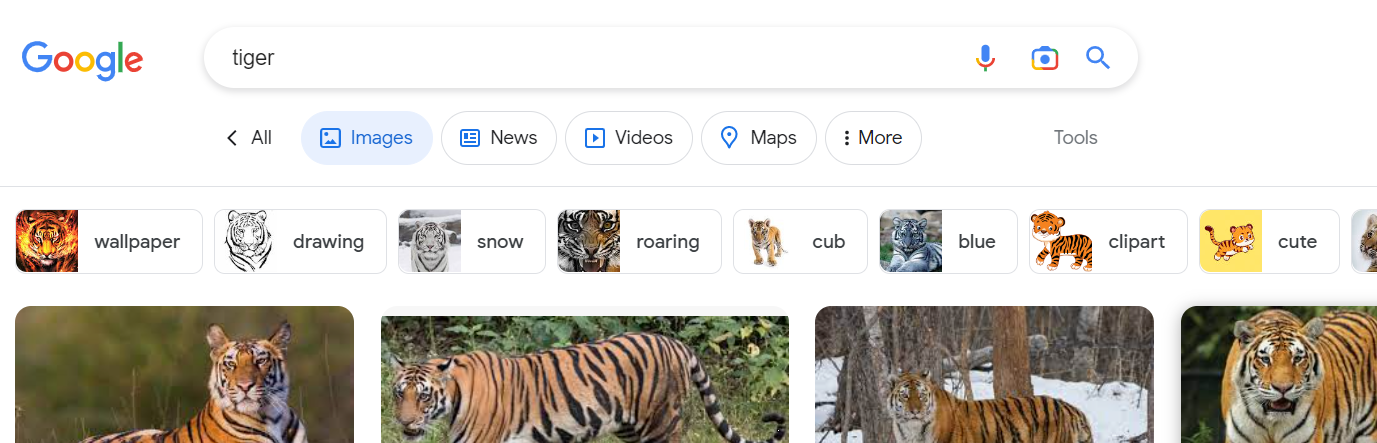 Google
tiger
All Images News Videos Maps More Tools
wallpaper drawing snow roaring cub blue clipart cute